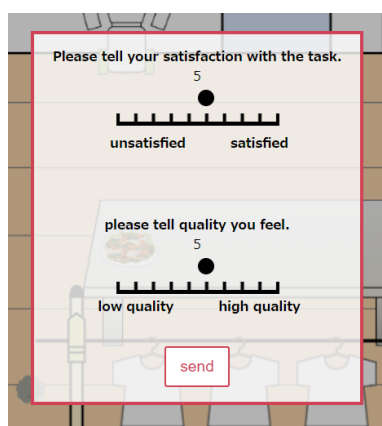 Please tell your satisfaction with the task.
5
unsatisfied satisfied
please tell quality you feel.
5
low quality high quality
send